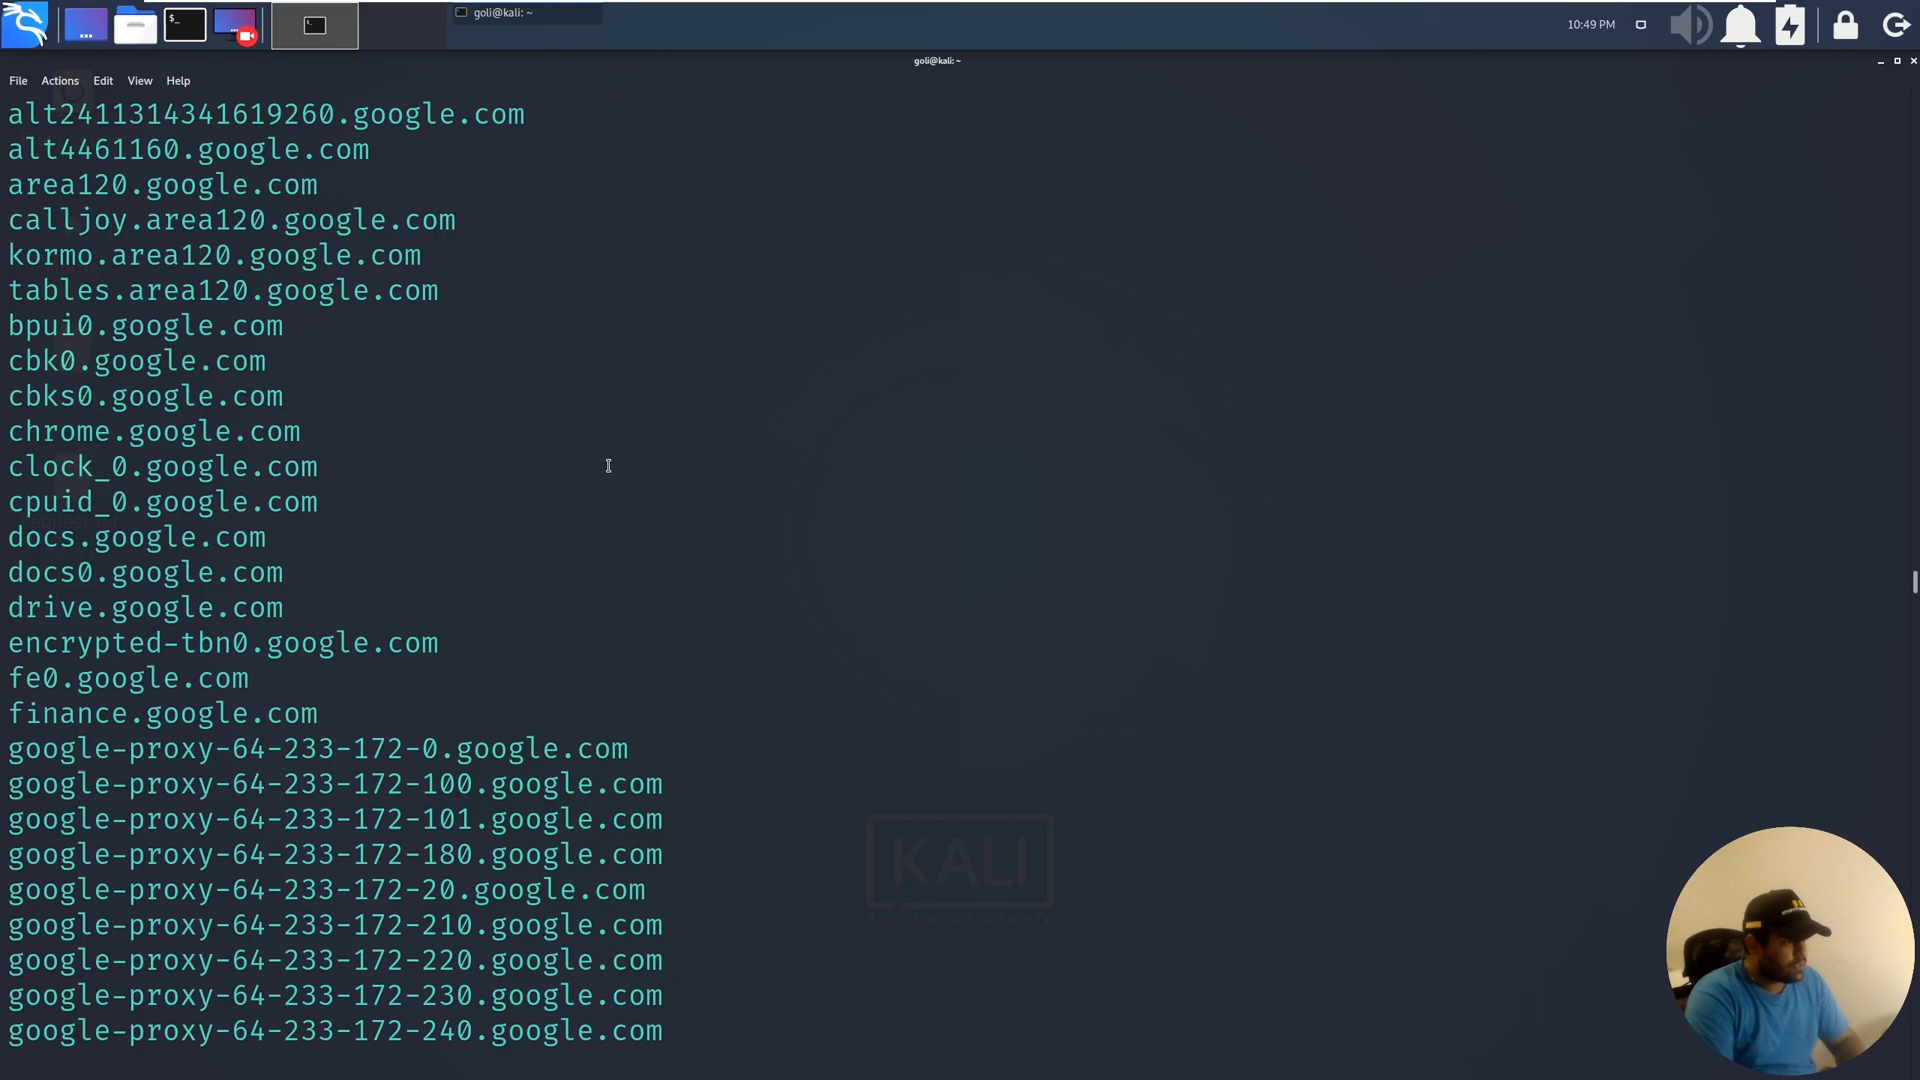 goli@kali: ~
10:49 PM
goli@kali: ~
File Actions Edit View Help
alt2411314341619260.google.com
alt4461160.google.com
area120.google.com
calljoy.area120.google.com
kormo.area120.google.com
tables.area120.google.com
bpui0.google.com
cbk0.google.com
cbks0.google.com
chrome.google.com
clock_0.google.com
cpuid_0.google.com
docs.google.com
docs0.google.com
drive.google.com
encrypted-tbn0.google.com
fe0.google.com
finance.google.com
google-proxy-64-233-172-0.google.com
google-proxy-64-233-172-100.google.com
google-proxy-64-233-172-101.google.com
google-proxy-64-233-172-180.google.com
google-proxy-64-233-172-20.google.com
google-proxy-64-233-172-210.google.com
google-proxy-64-233-172-220.google.com
google-proxy-64-233-172-230.google.com
google-proxy-64-233-172-240.google.com
KALI
BY OFFENSIVE SECURITY